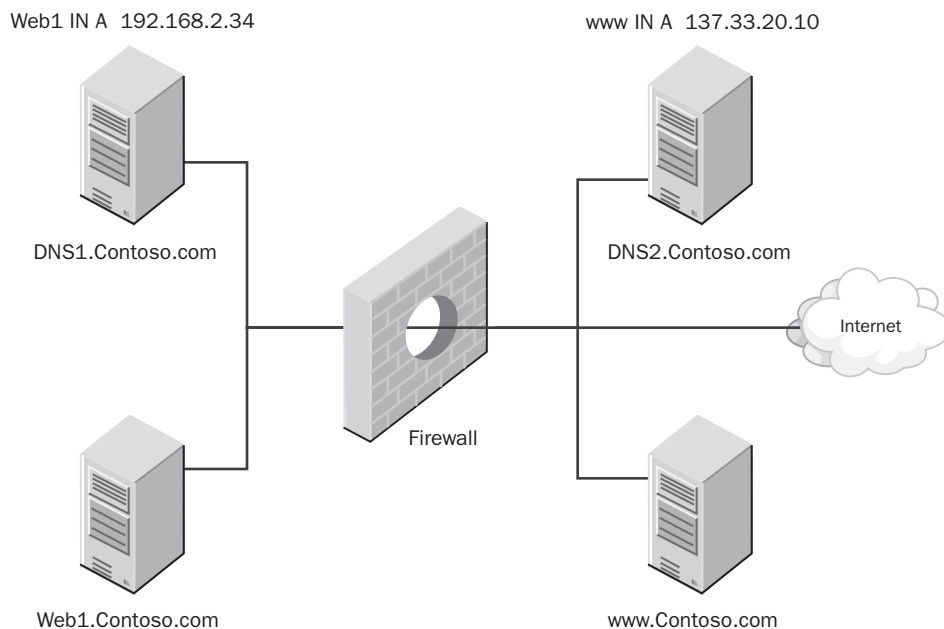 Web1 IN A 192.168.2.34
www IN A 137.33.20.10
DNS1.Contoso.com
DNS2.Contoso.com
Internet
Firewall
Web1.Contoso.com
www.Contoso.com